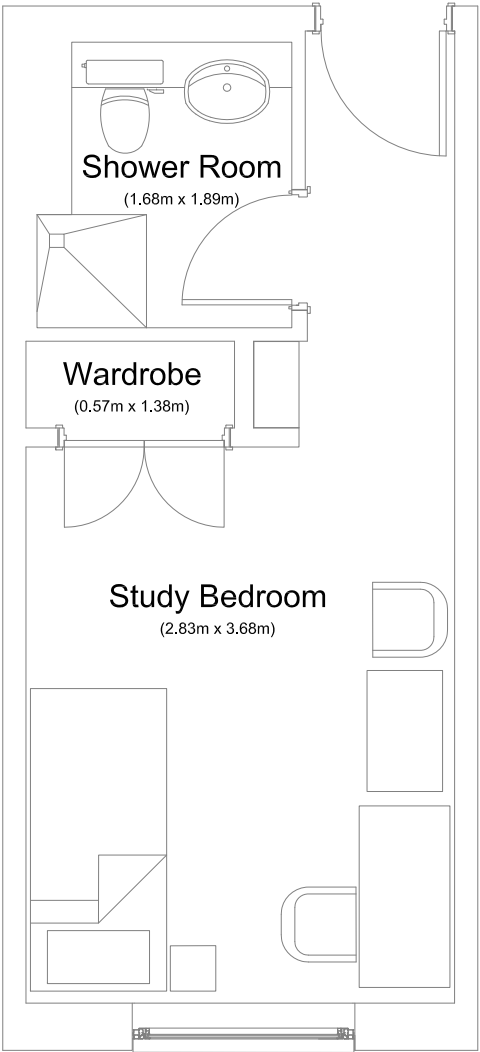 Shower Room
(1.68m x 1.89m)
Wardrobe
(0.57m x 1.38m)
Study Bedroom
(2.83m x 3.68m)